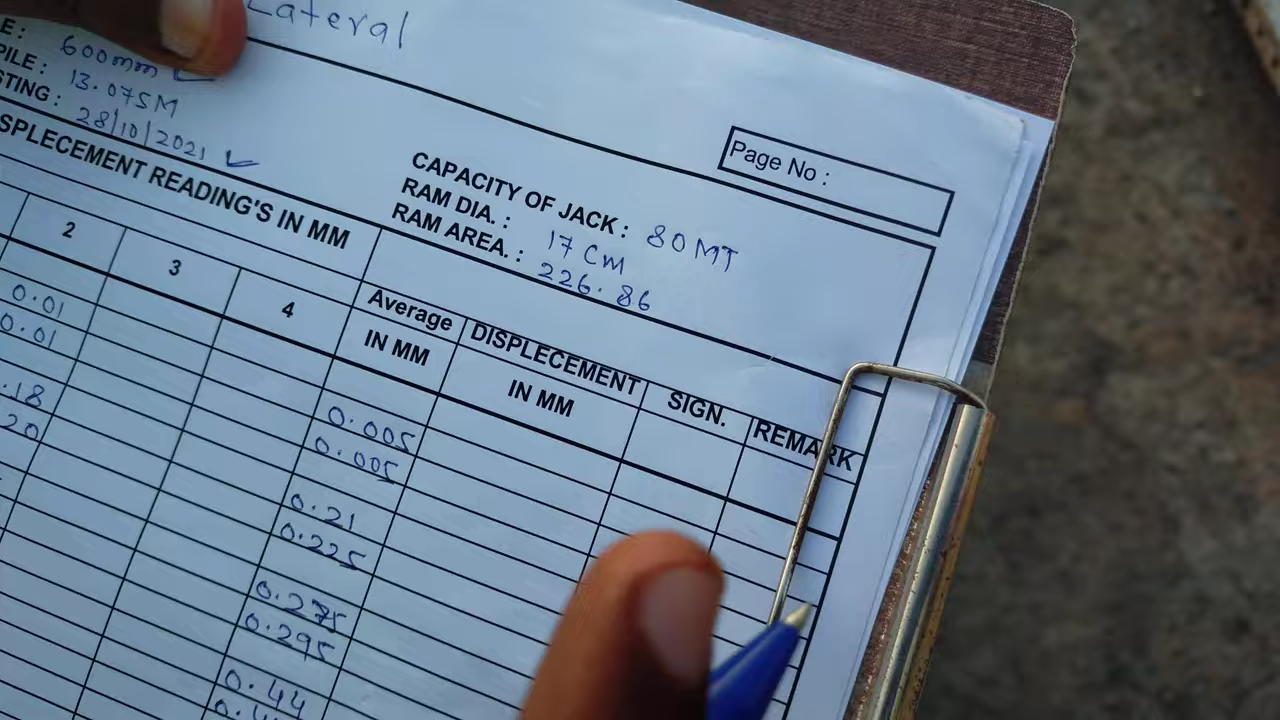 Lateral
E: 600mm
PILE: 13.075M
STING: 28/10/2021
Page No :
CAPACITY OF JACK: 80 MT
RAM DIA. : 17 CM
RAM AREA. : 226.86
SPLECEMENT READING'S IN MM
2 3 4 Average IN MM DISPLECEMENT IN MM SIGN. REMARK
0.01 0.005
0.01 0.005
.18 0.21
20 0.225
0.275
0.295
0.44